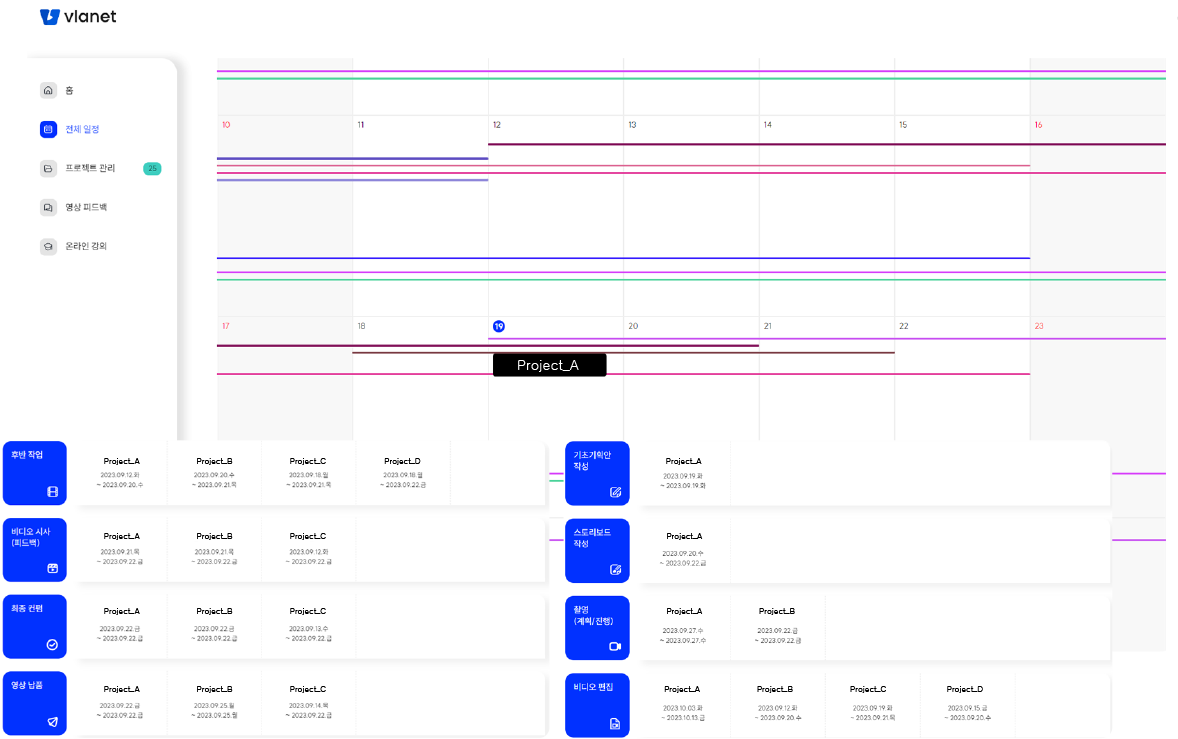 vlanet
홈
전체 일정
프로젝트 관리 25
영상 피드백
온라인 강의
10 11 12 13 14 15 16
17 18 19 20 21 22 23
Project_A
후반 작업
Project_A Project_B Project_C Project_D
2023.09.12.화 2023.09.20.수 2023.09.18.월 2023.09.18.월
~ 2023.09.20.수 ~ 2023.09.21.목 ~ 2023.09.21.목 ~ 2023.09.22.금
비디오 시사
(피드백)
Project_A Project_B Project_C
2023.09.21.목 2023.09.21.목 2023.09.12.화
~ 2023.09.22.금 ~ 2023.09.22.금 ~ 2023.09.22.금
최종 컨펌
Project_A Project_B Project_C
2023.09.22.금 2023.09.22.금 2023.09.13.수
~ 2023.09.22.금 ~ 2023.09.22.금 ~ 2023.09.22.금
영상 납품
Project_A Project_B Project_C
2023.09.22.금 2023.09.25.월 2023.09.14.목
~ 2023.09.22.금 ~ 2023.09.25.월 ~ 2023.09.22.금
기초기획안
작성
Project_A
2023.09.19.화
~ 2023.09.19.화
스토리보드
작성
Project_A
2023.09.20.수
~ 2023.09.22.금
촬영
(계획/진행)
Project_A Project_B
2023.09.27.수 2023.09.22.금
~ 2023.09.27.수 ~ 2023.09.22.금
비디오 편집
Project_A Project_B Project_C Project_D
2023.10.03.화 2023.09.12.화 2023.09.19.화 2023.09.15.금
~ 2023.10.13.금 ~ 2023.09.20.수 ~ 2023.09.21.목 ~ 2023.09.20.수